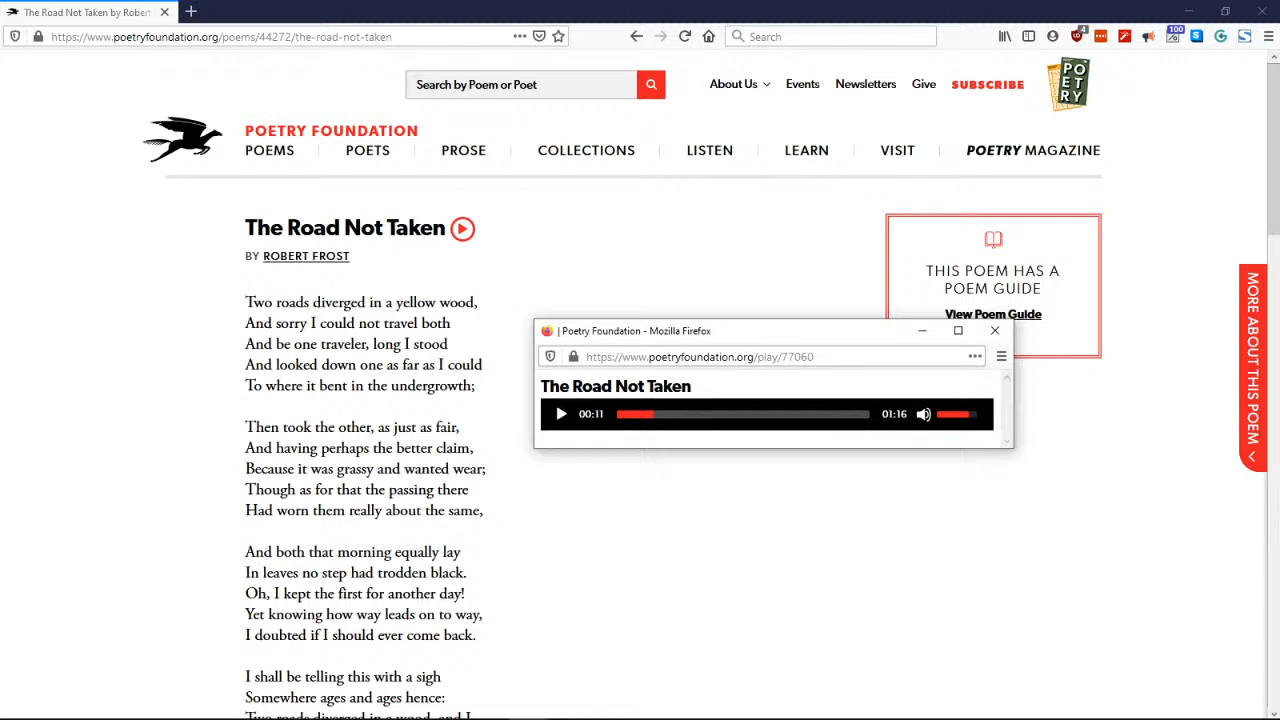 The Road Not Taken by Robert
https://www.poetryfoundation.org/poems/44272/the-road-not-taken
Search
4
100
Search by Poem or Poet
About Us
Events
Newsletters
Give
SUBSCRIBE
POETRY
POETRY FOUNDATION
POEMS
POETS
PROSE
COLLECTIONS
LISTEN
LEARN
VISIT
POETRY MAGAZINE
The Road Not Taken
BY ROBERT FROST
Two roads diverged in a yellow wood,
And sorry I could not travel both
And be one traveler, long I stood
And looked down one as far as I could
To where it bent in the undergrowth;
Then took the other, as just as fair,
And having perhaps the better claim,
Because it was grassy and wanted wear;
Though as for that the passing there
Had worn them really about the same,
And both that morning equally lay
In leaves no step had trodden black.
Oh, I kept the first for another day!
Yet knowing how way leads on to way,
I doubted if I should ever come back.
I shall be telling this with a sigh
Somewhere ages and ages hence:
Two roads diverged in a wood, and I
THIS POEM HAS A
POEM GUIDE
View Poem Guide
| Poetry Foundation - Mozilla Firefox
https://www.poetryfoundation.org/play/77060
The Road Not Taken
00:11
01:16
MORE ABOUT THIS POEM